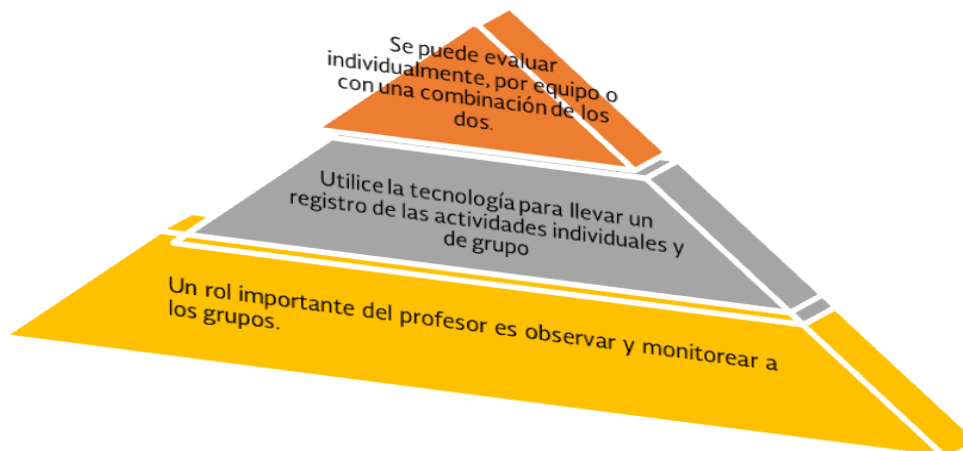 Se puede evaluar
individualmente, por equipo o
con una combinación de los
dos.
Utilice la tecnología para llevar un
registro de las actividades individuales y
de grupo
Un rol importante del profesor es observar y monitorear a
los grupos.